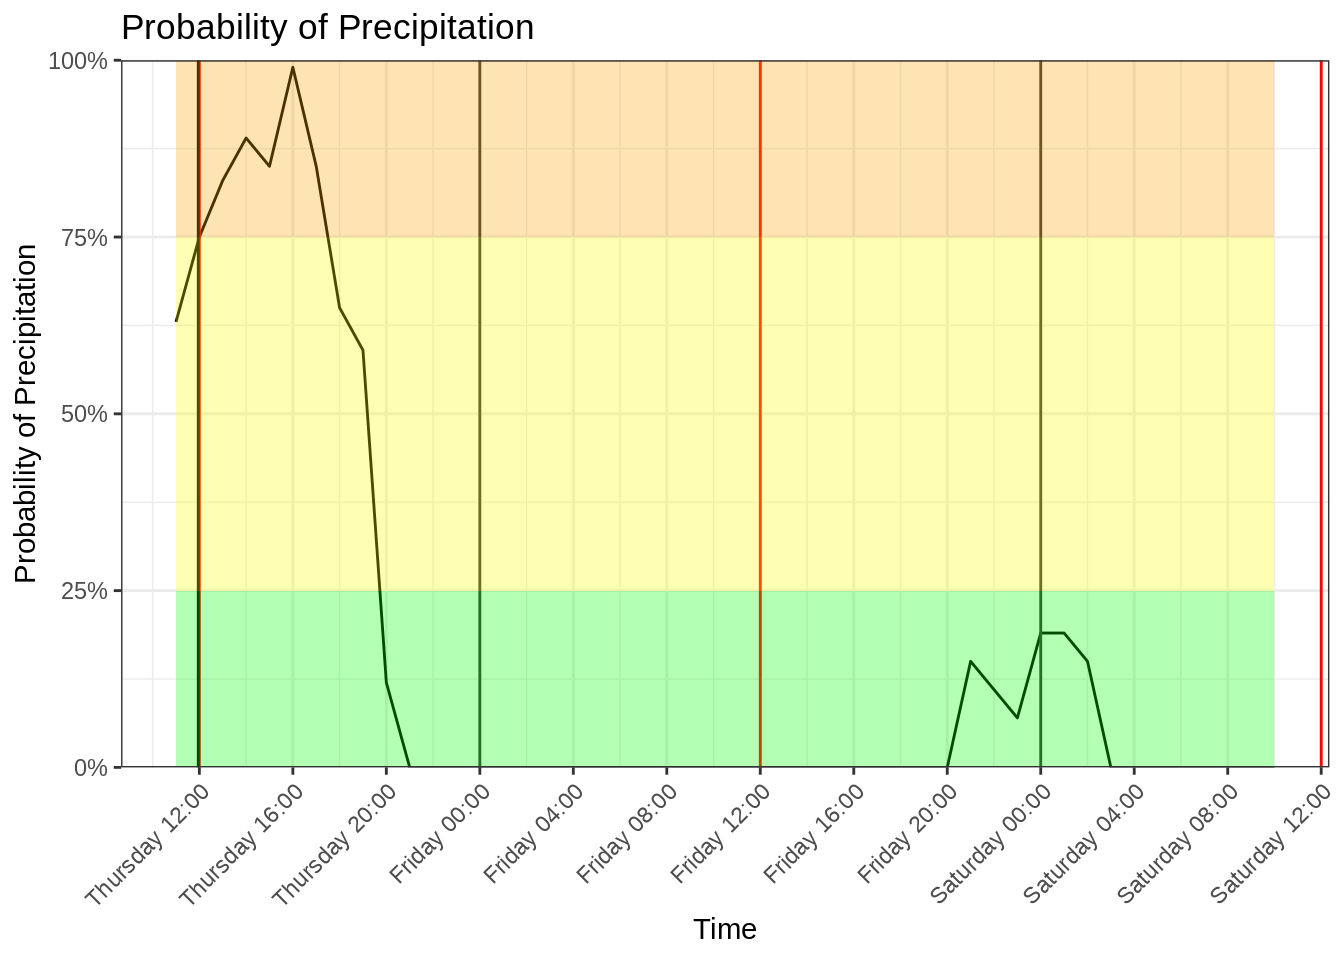 Probability of Precipitation
Probability of Precipitation
100%
75%
50%
25%
0%
Thursday 12:00
Thursday 16:00
Thursday 20:00
Friday 00:00
Friday 04:00
Friday 08:00
Friday 12:00
Friday 16:00
Friday 20:00
Saturday 00:00
Saturday 04:00
Saturday 08:00
Saturday 12:00
Time